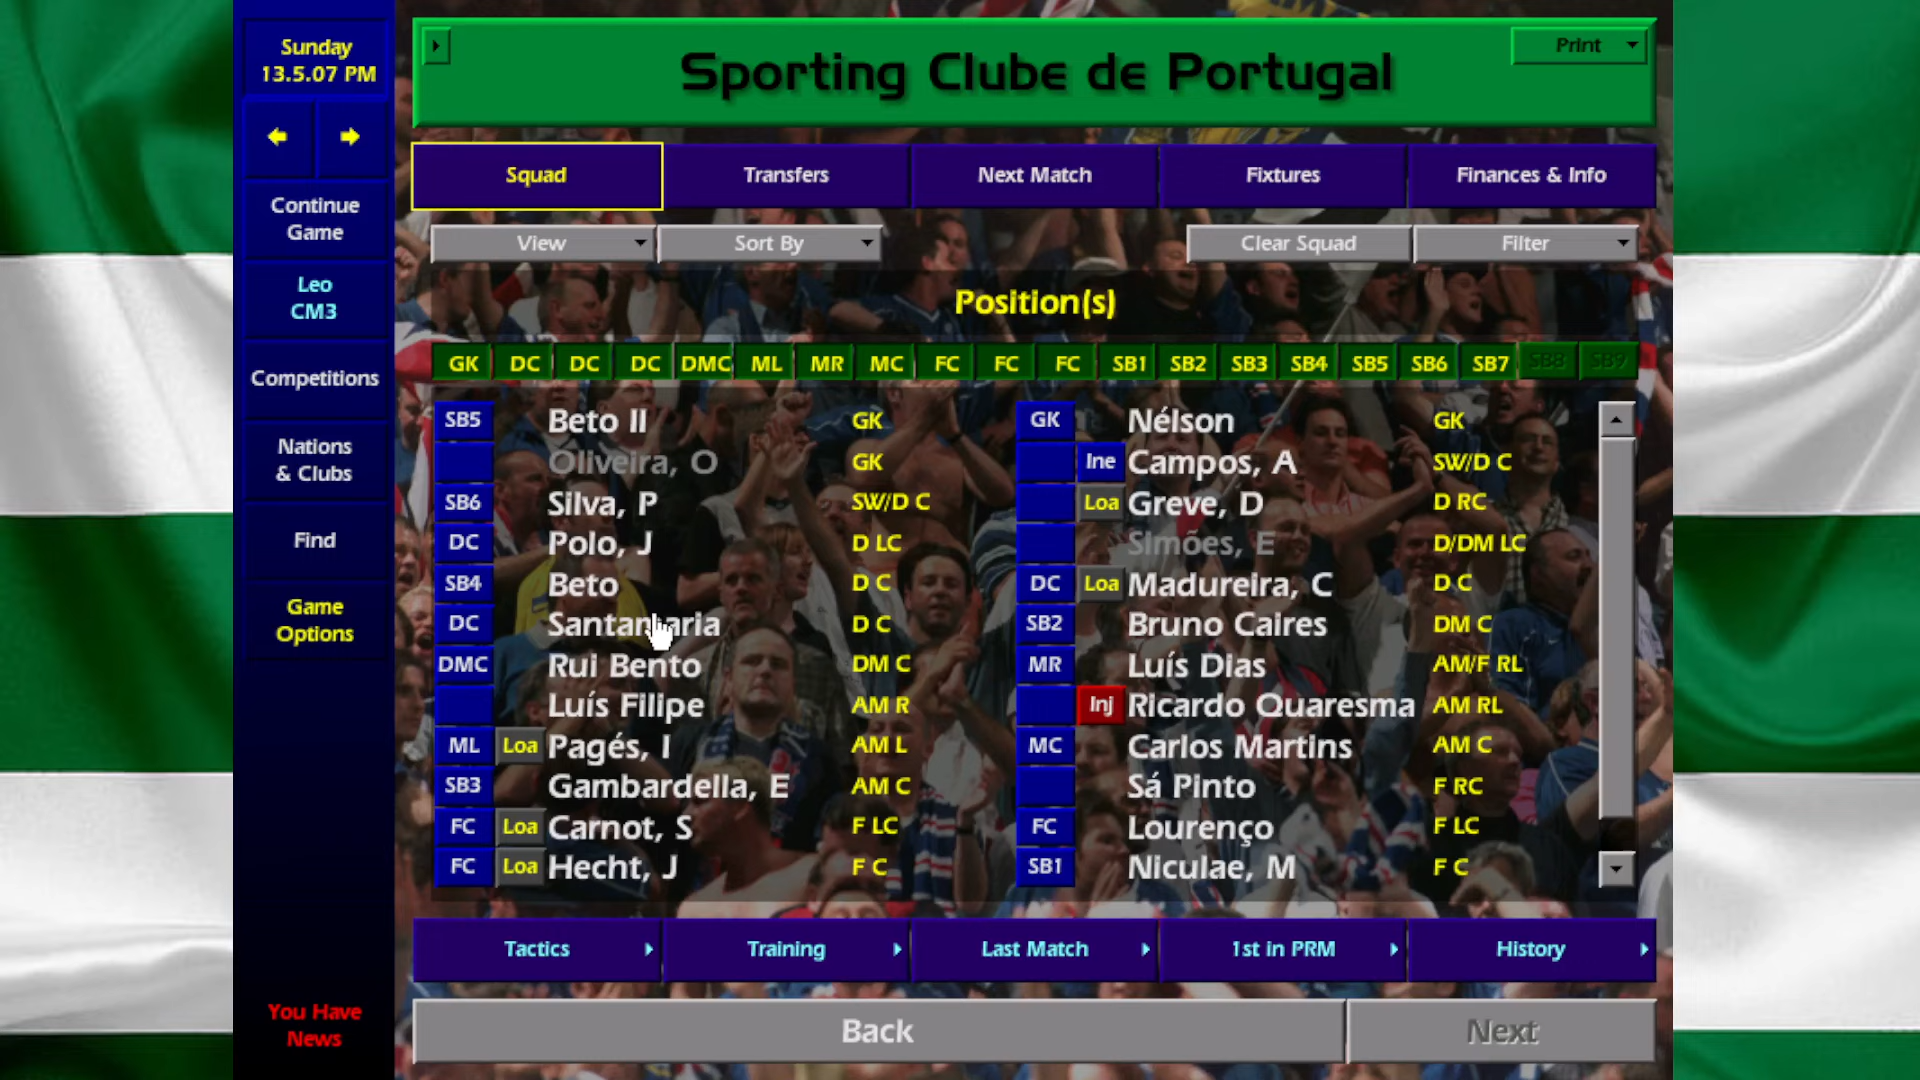 Sunday
13.5.07 PM
Continue
Game
Leo
CM3
Competitions
Nations
& Clubs
Find
Game
Options
You Have
News
Sporting Clube de Portugal
Print
Squad Transfers Next Match Fixtures Finances & Info
View Sort By Clear Squad Filter
Position(s)
GK DC DC DC DMC ML MR MC FC FC FC SB1 SB2 SB3 SB4 SB5 SB6 SB7 SB8 SB9
SB5 Beto II GK GK Nélson GK
Oliveira, O GK Ine Campos, A SW/D C
SB6 Silva, P SW/D C Loa Greve, D D RC
DC Polo, J D LC Simões, E D/DM LC
SB4 Beto D C DC Loa Madureira, C D C
DC Santamaria D C SB2 Bruno Caires DM C
DMC Rui Bento DM C MR Luís Dias AM/F RL
Luís Filipe AM R Inj Ricardo Quaresma AM RL
ML Loa Pagés, I AM L MC Carlos Martins AM C
SB3 Gambardella, E AM C Sá Pinto F RC
FC Loa Carnot, S F LC FC Lourenço F LC
FC Loa Hecht, J F C SB1 Niculae, M F C
Tactics Training Last Match 1st in PRM History
Back Next